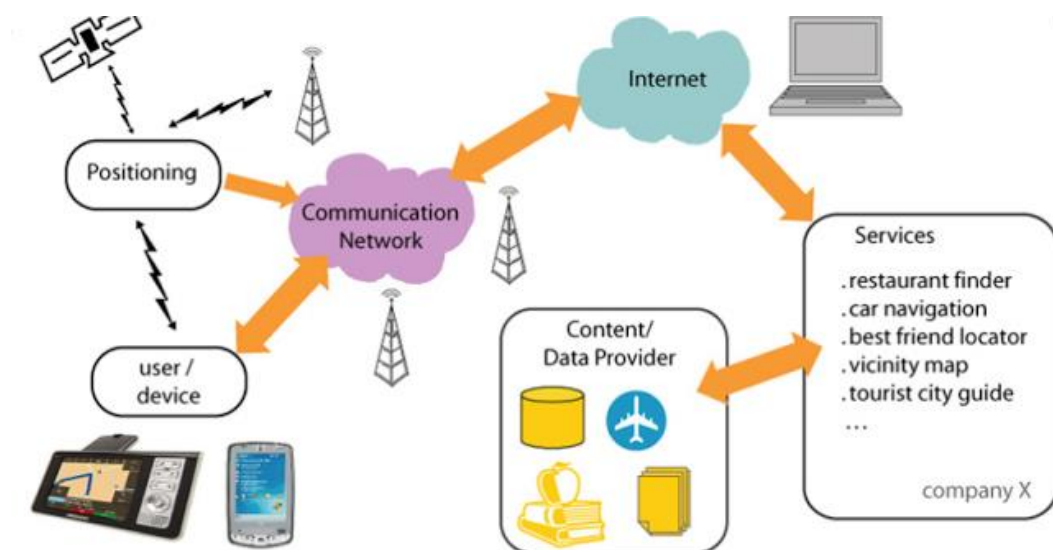 Internet
Positioning
Communication
Network
Services
.restaurant finder
.car navigation
.best friend locator
.vicinity map
.tourist city guide
...
company X
Content/
Data Provider
user /
device